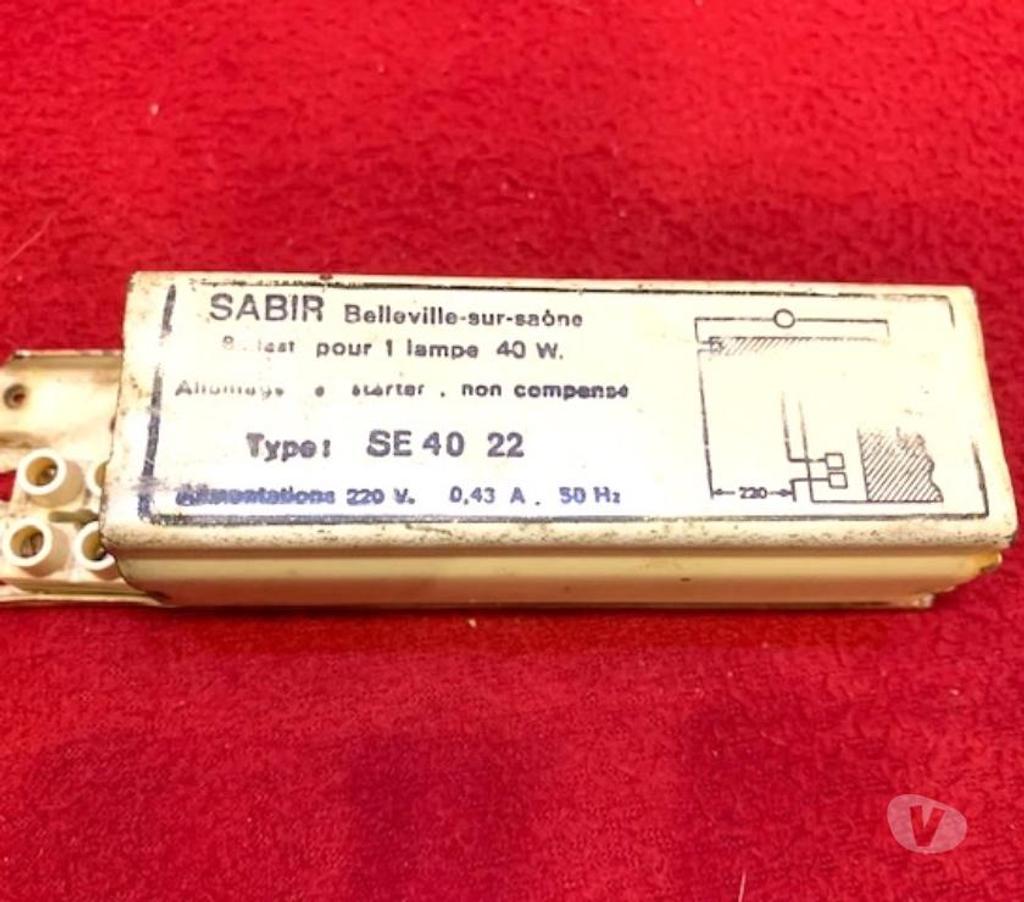 SABIR Belleville-sur-saône
pour 1 lampe 40 W.
starter . non compensé
Type: SE 40 22
Alimentations 220 V. 0,43 A. 50 Hz
220
V